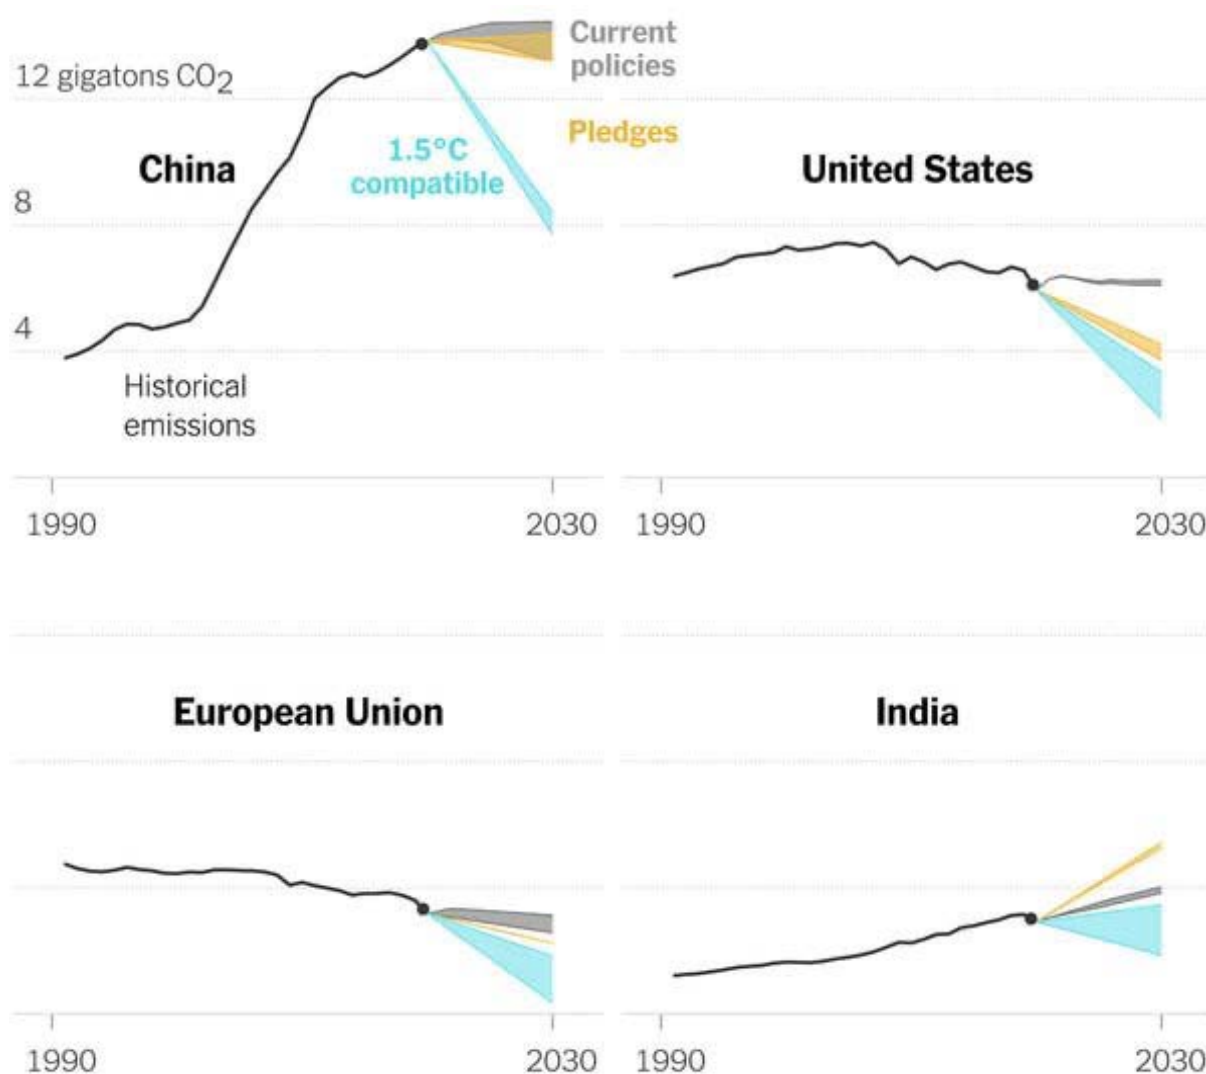 Current
policies
12 gigatons CO2
Pledges
1.5°C
compatible
China
United States
8
4
Historical
emissions
1990
2030
1990
2030
European Union
India
1990
2030
1990
2030